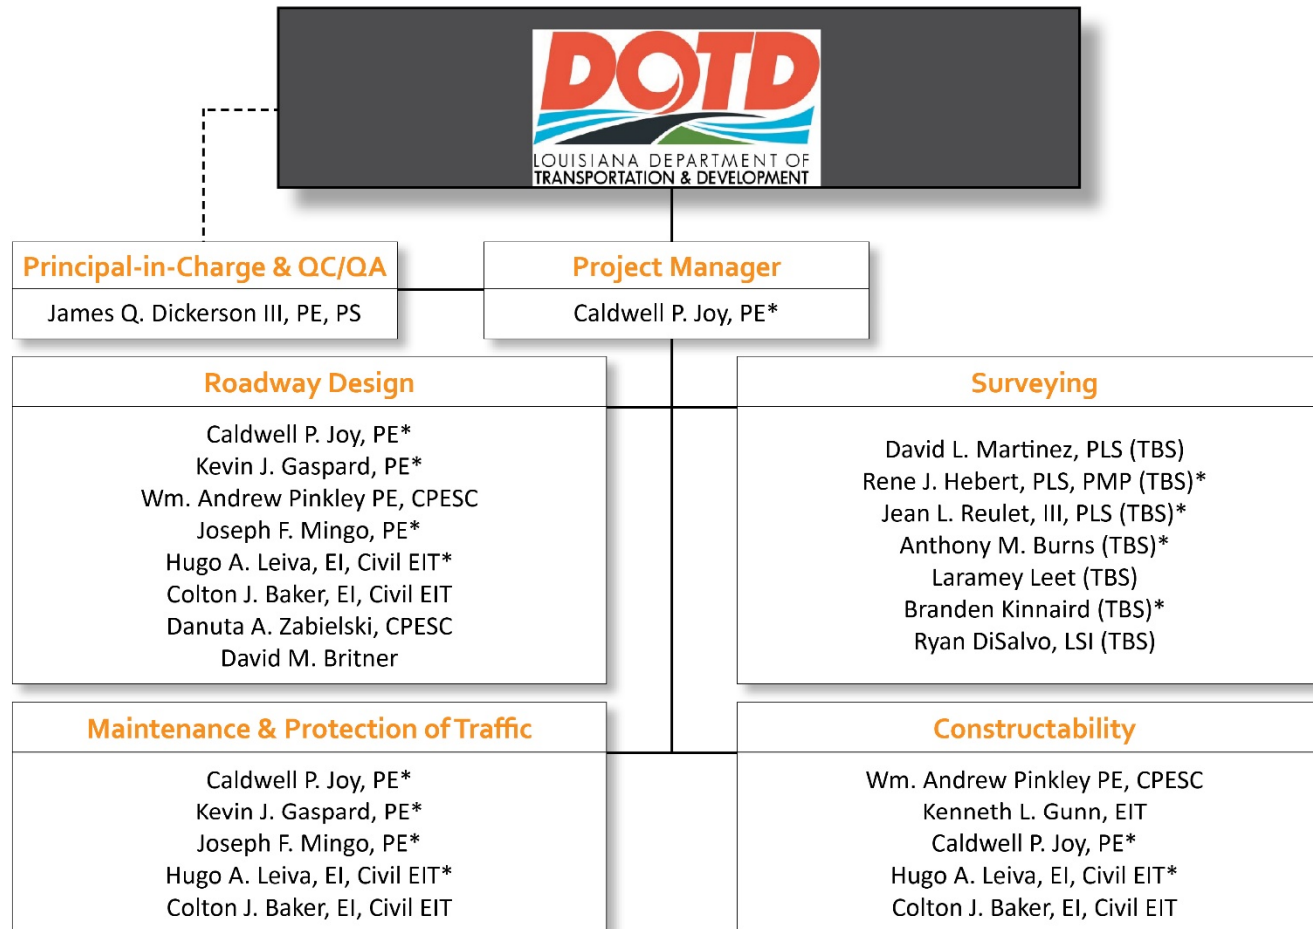 DOTD
LOUISIANA DEPARTMENT OF
TRANSPORTATION & DEVELOPMENT
Principal-in-Charge & QC/QA
James Q. Dickerson III, PE, PS
Project Manager
Caldwell P. Joy, PE*
Roadway Design
Caldwell P. Joy, PE*
Kevin J. Gaspard, PE*
Wm. Andrew Pinkley PE, CPESC
Joseph F. Mingo, PE*
Hugo A. Leiva, EI, Civil EIT*
Colton J. Baker, EI, Civil EIT
Danuta A. Zabielski, CPESC
David M. Britner
Surveying
David L. Martinez, PLS (TBS)
Rene J. Hebert, PLS, PMP (TBS)*
Jean L. Reulet, III, PLS (TBS)*
Anthony M. Burns (TBS)*
Laramey Leet (TBS)
Branden Kinnaird (TBS)*
Ryan DiSalvo, LSI (TBS)
Maintenance & Protection of Traffic
Caldwell P. Joy, PE*
Kevin J. Gaspard, PE*
Joseph F. Mingo, PE*
Hugo A. Leiva, EI, Civil EIT*
Colton J. Baker, EI, Civil EIT
Constructability
Wm. Andrew Pinkley PE, CPESC
Kenneth L. Gunn, EIT
Caldwell P. Joy, PE*
Hugo A. Leiva, EI, Civil EIT*
Colton J. Baker, EI, Civil EIT